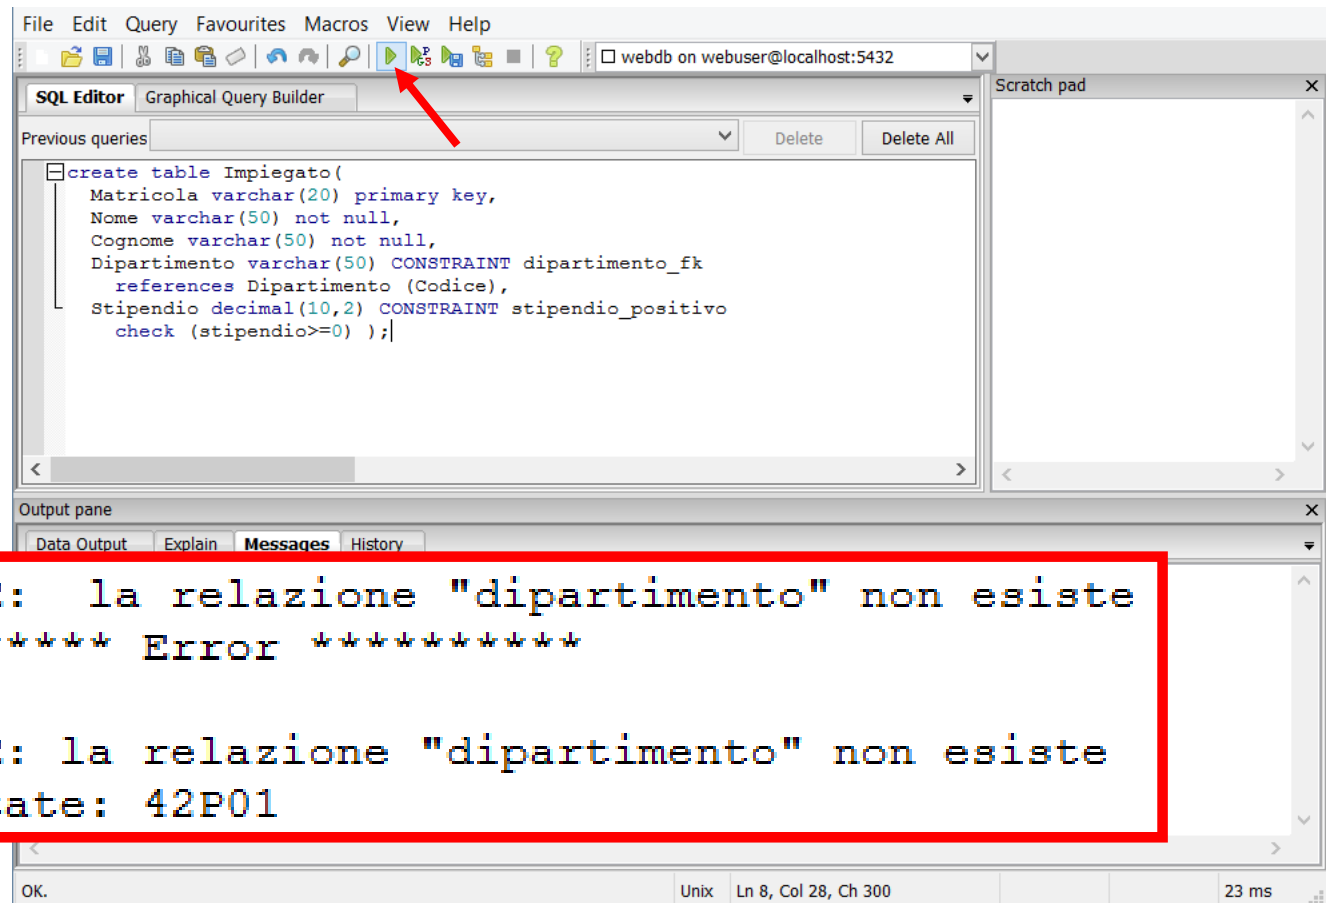 File Edit Query Favourites Macros View Help
webdb on webuser@localhost:5432
SQL Editor Graphical Query Builder
Scratch pad
Previous queries Delete Delete All
create table Impiegato(
Matricola varchar(20) primary key,
Nome varchar(50) not null,
Cognome varchar(50) not null,
Dipartimento varchar(50) CONSTRAINT dipartimento_fk
references Dipartimento (Codice),
Stipendio decimal(10,2) CONSTRAINT stipendio_positivo
check (stipendio>=0) );
Output pane
Data Output Explain Messages History
: la relazione "dipartimento" non esiste
**** Error **********
: la relazione "dipartimento" non esiste
ate: 42P01
OK. Unix Ln 8, Col 28, Ch 300 23 ms